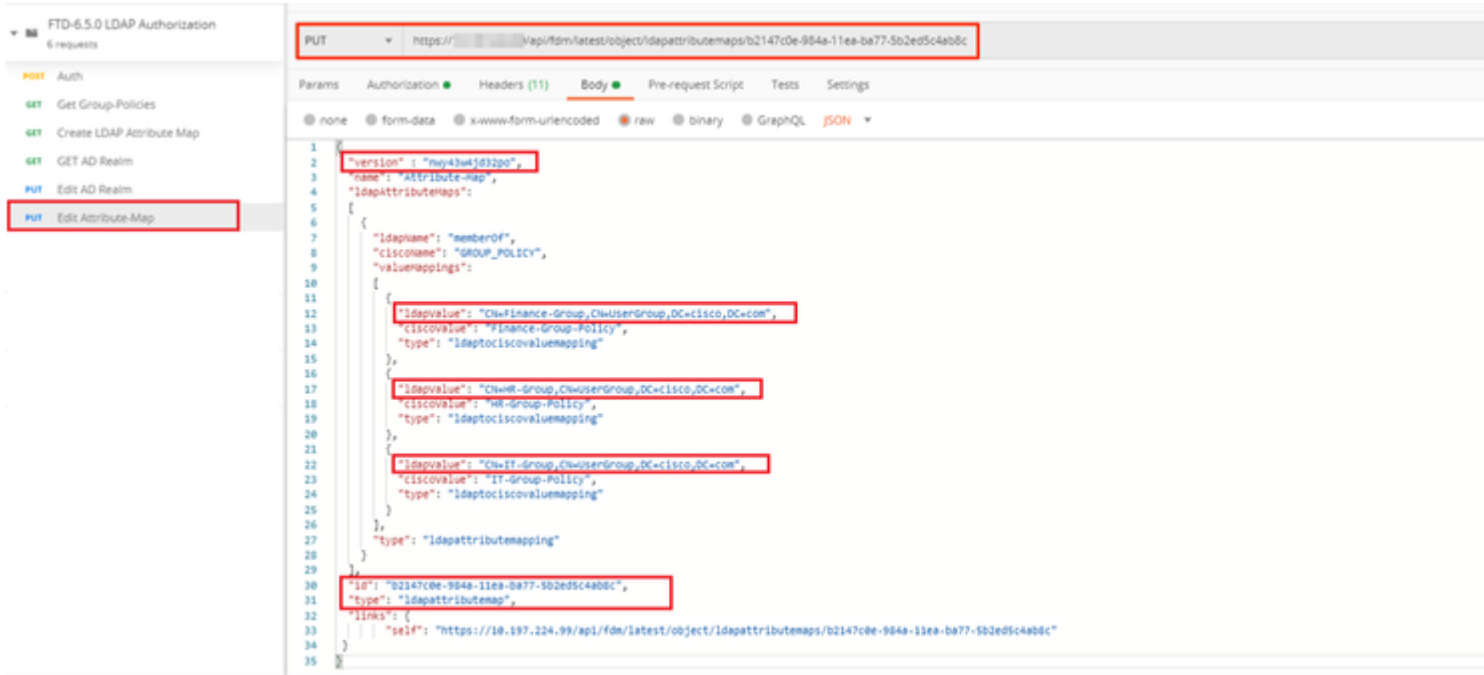 FTD-6.5.0 LDAP Authorization
6 requests
POST Auth
GET Get Group-Policies
GET Create LDAP Attribute Map
GET GET AD Realm
PUT Edit AD Realm
PUT Edit Attribute-Map
PUT https:// /api/fdm/latest/object/ldapattributemaps/b2147c0e-984a-11ea-ba77-5b2ed5c4ab8c
Params Authorization Headers (11) Body Pre-request Script Tests Settings
none form-data x-www-form-urlencoded raw binary GraphQL JSON
1 {
2 "version" : "nwy43w4jd32po",
3 "name": "Attribute-Map",
4 "ldapAttributeMaps":
5 [
6 {
7 "ldapName": "memberOf",
8 "ciscoName": "GROUP_POLICY",
9 "valueMappings":
10 [
11 {
12 "ldapValue": "CN=Finance-Group,CN=UserGroup,DC=cisco,DC=com",
13 "ciscoValue": "Finance-Group-Policy",
14 "type": "ldaptociscovaluemapping"
15 },
16 {
17 "ldapValue": "CN=HR-Group,CN=UserGroup,DC=cisco,DC=com",
18 "ciscoValue": "HR-Group-Policy",
19 "type": "ldaptociscovaluemapping"
20 },
21 {
22 "ldapValue": "CN=IT-Group,CN=UserGroup,DC=cisco,DC=com",
23 "ciscoValue": "IT-Group-Policy",
24 "type": "ldaptociscovaluemapping"
25 }
26 ],
27 "type": "ldapattributemapping"
28 }
29 ],
30 "id": "b2147c0e-984a-11ea-ba77-5b2ed5c4ab8c",
31 "type": "ldapattributemap",
32 "links": {
33 "self": "https://10.197.224.99/api/fdm/latest/object/ldapattributemaps/b2147c0e-984a-11ea-ba77-5b2ed5c4ab8c"
34 }
35 }